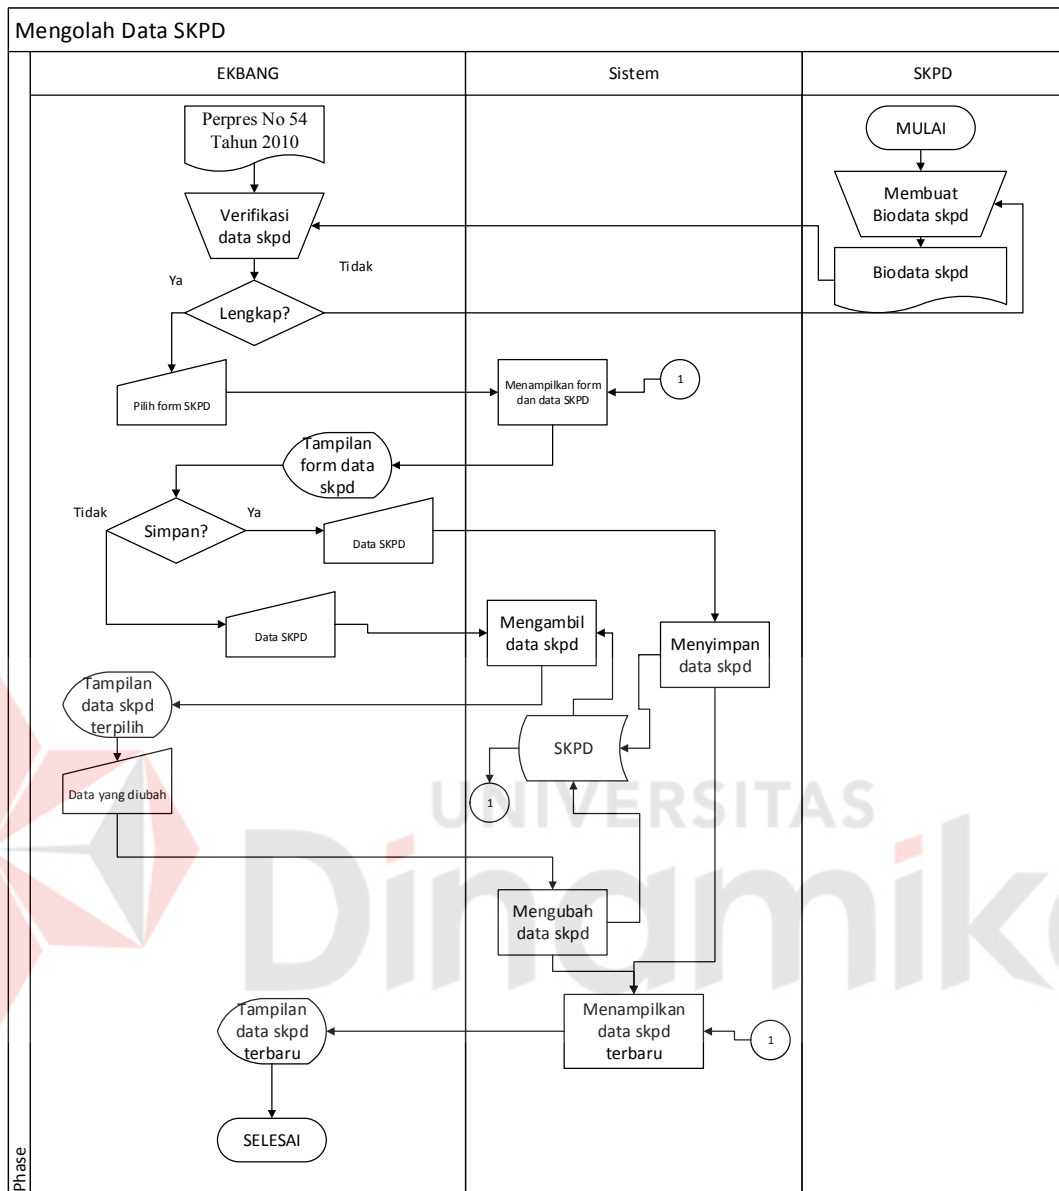 Mengolah Data SKPD
EKBANG
Sistem
SKPD
Perpres No 54
Tahun 2010
MULAI
Membuat
Biodata skpd
Verifikasi
data skpd
Biodata skpd
Tidak
Ya
Lengkap?
Pilih form SKPD
Menampilkan form
dan data SKPD
1
Tampilan
form data
skpd
Tidak
Ya
Simpan?
Data SKPD
Data SKPD
Mengambil
data skpd
Menyimpan
data skpd
Tampilan
data skpd
terpilih
SKPD
Data yang diubah
1
UNIVERSITAS
Dinamika
Mengubah
data skpd
Tampilan
data skpd
terbaru
Menampilkan
data skpd
terbaru
1
SELESAI
Phase